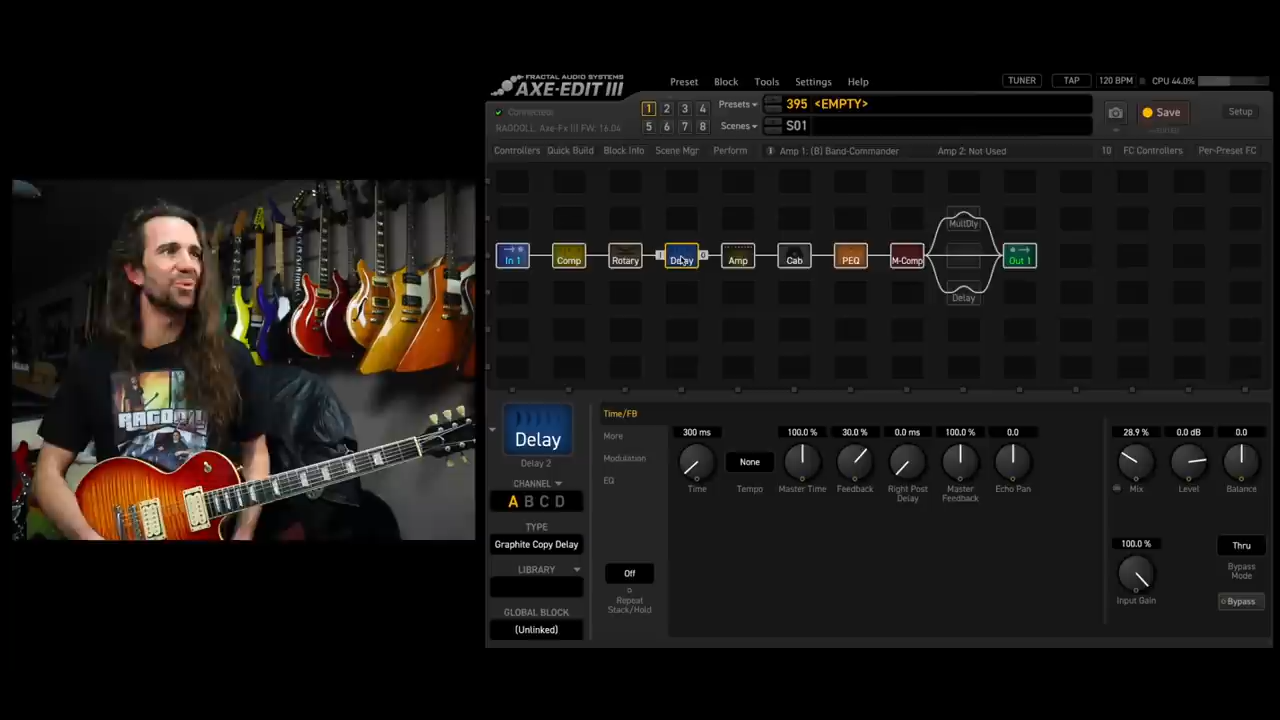 FRACTAL AUDIO SYSTEMS
AXE-EDIT III
Preset Block Tools Settings Help
TUNER TAP 120 BPM CPU 44.0%
Connected
RAGDOLL: Axe-Fx III FW: 16.04
1 2 3 4
5 6 7 8
Presets 395 <EMPTY>
Scenes S01
Save
Setup
Controllers Quick Build Block Info Scene Mgr Perform
Amp 1: (B) Band-Commander Amp 2: Not Used
10 FC Controllers Per-Preset FC
MultDly
In 1 Comp Rotary Delay Amp Cab PEQ M-Comp Out 1
Delay
Delay
Delay 2
CHANNEL
A B C D
TYPE
Graphite Copy Delay
LIBRARY
GLOBAL BLOCK
(Unlinked)
Time/FB
More
Modulation
EQ
Off
Repeat
Stack/Hold
300 ms 100.0 % 30.0 % 0.0 ms 100.0 % 0.0
None
Time Tempo Master Time Feedback Right Post Delay Master Feedback Echo Pan
28.9 % 0.0 dB 0.0
Mix Level Balance
100.0 %
Input Gain
Thru
Bypass
Mode
Bypass
RAGDOLL